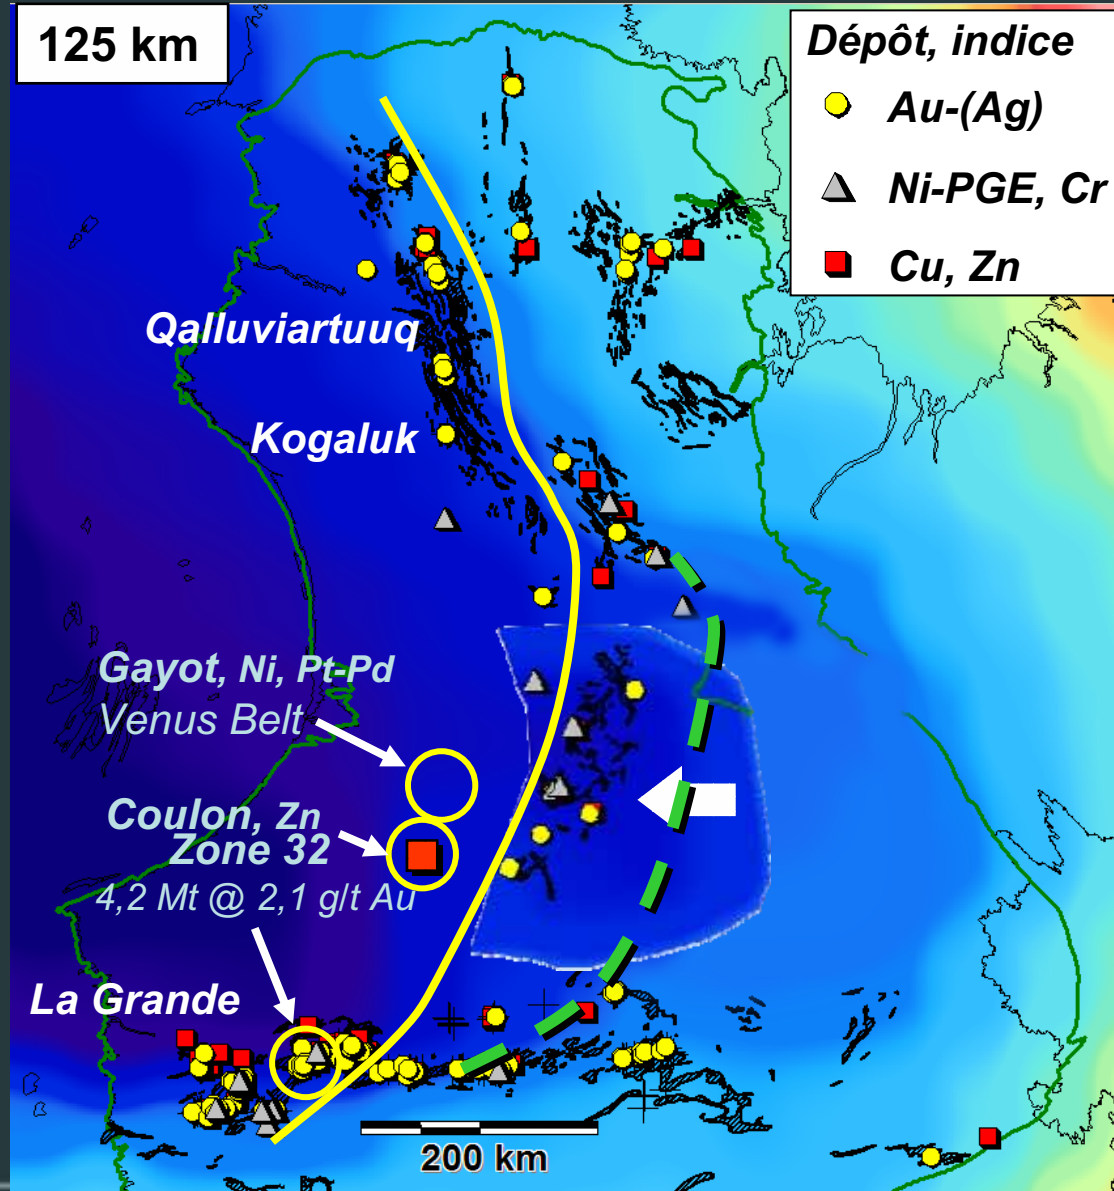 125 km
Dépôt, indice
Au-(Ag)
Ni-PGE, Cr
Cu, Zn
Qalluviartuuq
Kogaluk
Gayot, Ni, Pt-Pd
Venus Belt
Coulon, Zn
Zone 32
4,2 Mt @ 2,1 g/t Au
La Grande
200 km